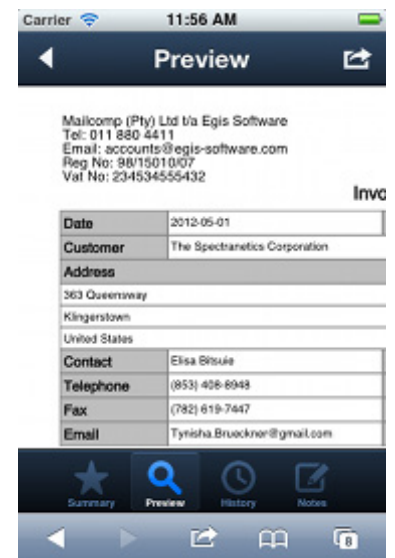 Carrier 11:56 AM
Preview
Mailcomp (Pty) Ltd t/a Egis Software
Tel: 011 880 4411
Email: accounts@egis-software.com
Reg No: 98/15010/07
Vat No: 234534555432
Invo
Date 2012-05-01
Customer The Spectranetics Corporation
Address
363 Queensway
Klingerstown
United States
Contact Elisa Bitsuie
Telephone (853) 408-8948
Fax (782) 619-7447
Email Tynisha.Brueckner@gmail.com
Summary Preview History Notes
8